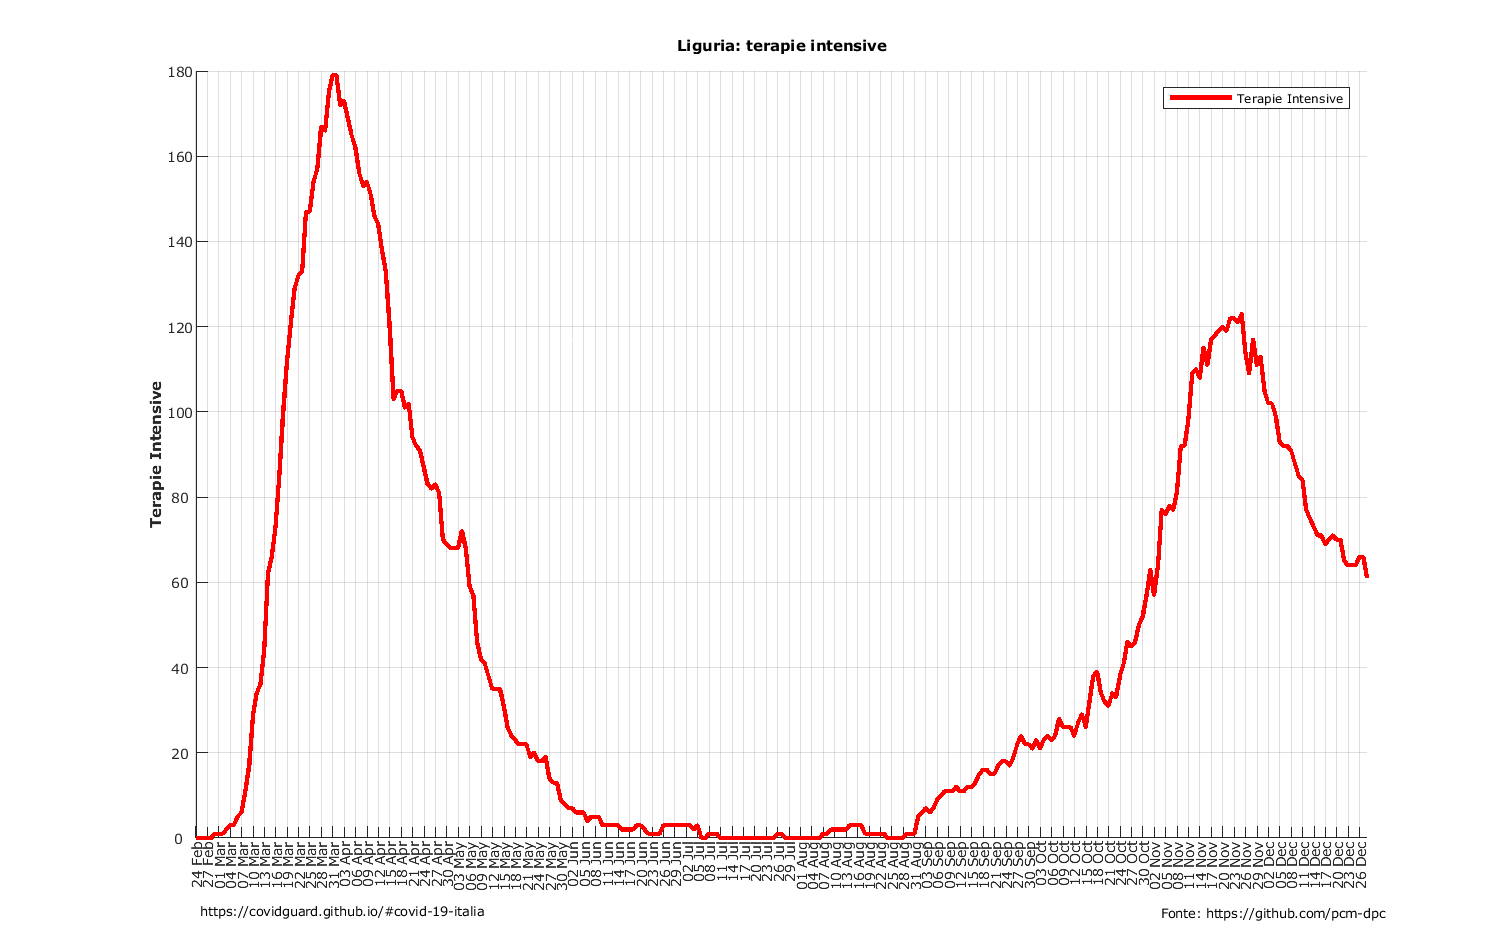 Liguria: terapie intensive
Terapie Intensive
Terapie Intensive
180
160
140
120
100
80
60
40
20
0
24 Feb
27 Feb
01 Mar
04 Mar
07 Mar
10 Mar
13 Mar
16 Mar
19 Mar
22 Mar
25 Mar
28 Mar
31 Mar
03 Apr
06 Apr
09 Apr
12 Apr
15 Apr
18 Apr
21 Apr
24 Apr
27 Apr
30 Apr
03 May
06 May
09 May
12 May
15 May
18 May
21 May
24 May
27 May
30 May
02 Jun
05 Jun
08 Jun
11 Jun
14 Jun
17 Jun
20 Jun
23 Jun
26 Jun
29 Jun
02 Jul
05 Jul
08 Jul
11 Jul
14 Jul
17 Jul
20 Jul
23 Jul
26 Jul
29 Jul
01 Aug
04 Aug
07 Aug
10 Aug
13 Aug
16 Aug
19 Aug
22 Aug
25 Aug
28 Aug
31 Aug
03 Sep
06 Sep
09 Sep
12 Sep
15 Sep
18 Sep
21 Sep
24 Sep
27 Sep
30 Sep
03 Oct
06 Oct
09 Oct
12 Oct
15 Oct
18 Oct
21 Oct
24 Oct
27 Oct
30 Oct
02 Nov
05 Nov
08 Nov
11 Nov
14 Nov
17 Nov
20 Nov
23 Nov
26 Nov
29 Nov
02 Dec
05 Dec
08 Dec
11 Dec
14 Dec
17 Dec
20 Dec
23 Dec
26 Dec
https://covidguard.github.io/#covid-19-italia
Fonte: https://github.com/pcm-dpc